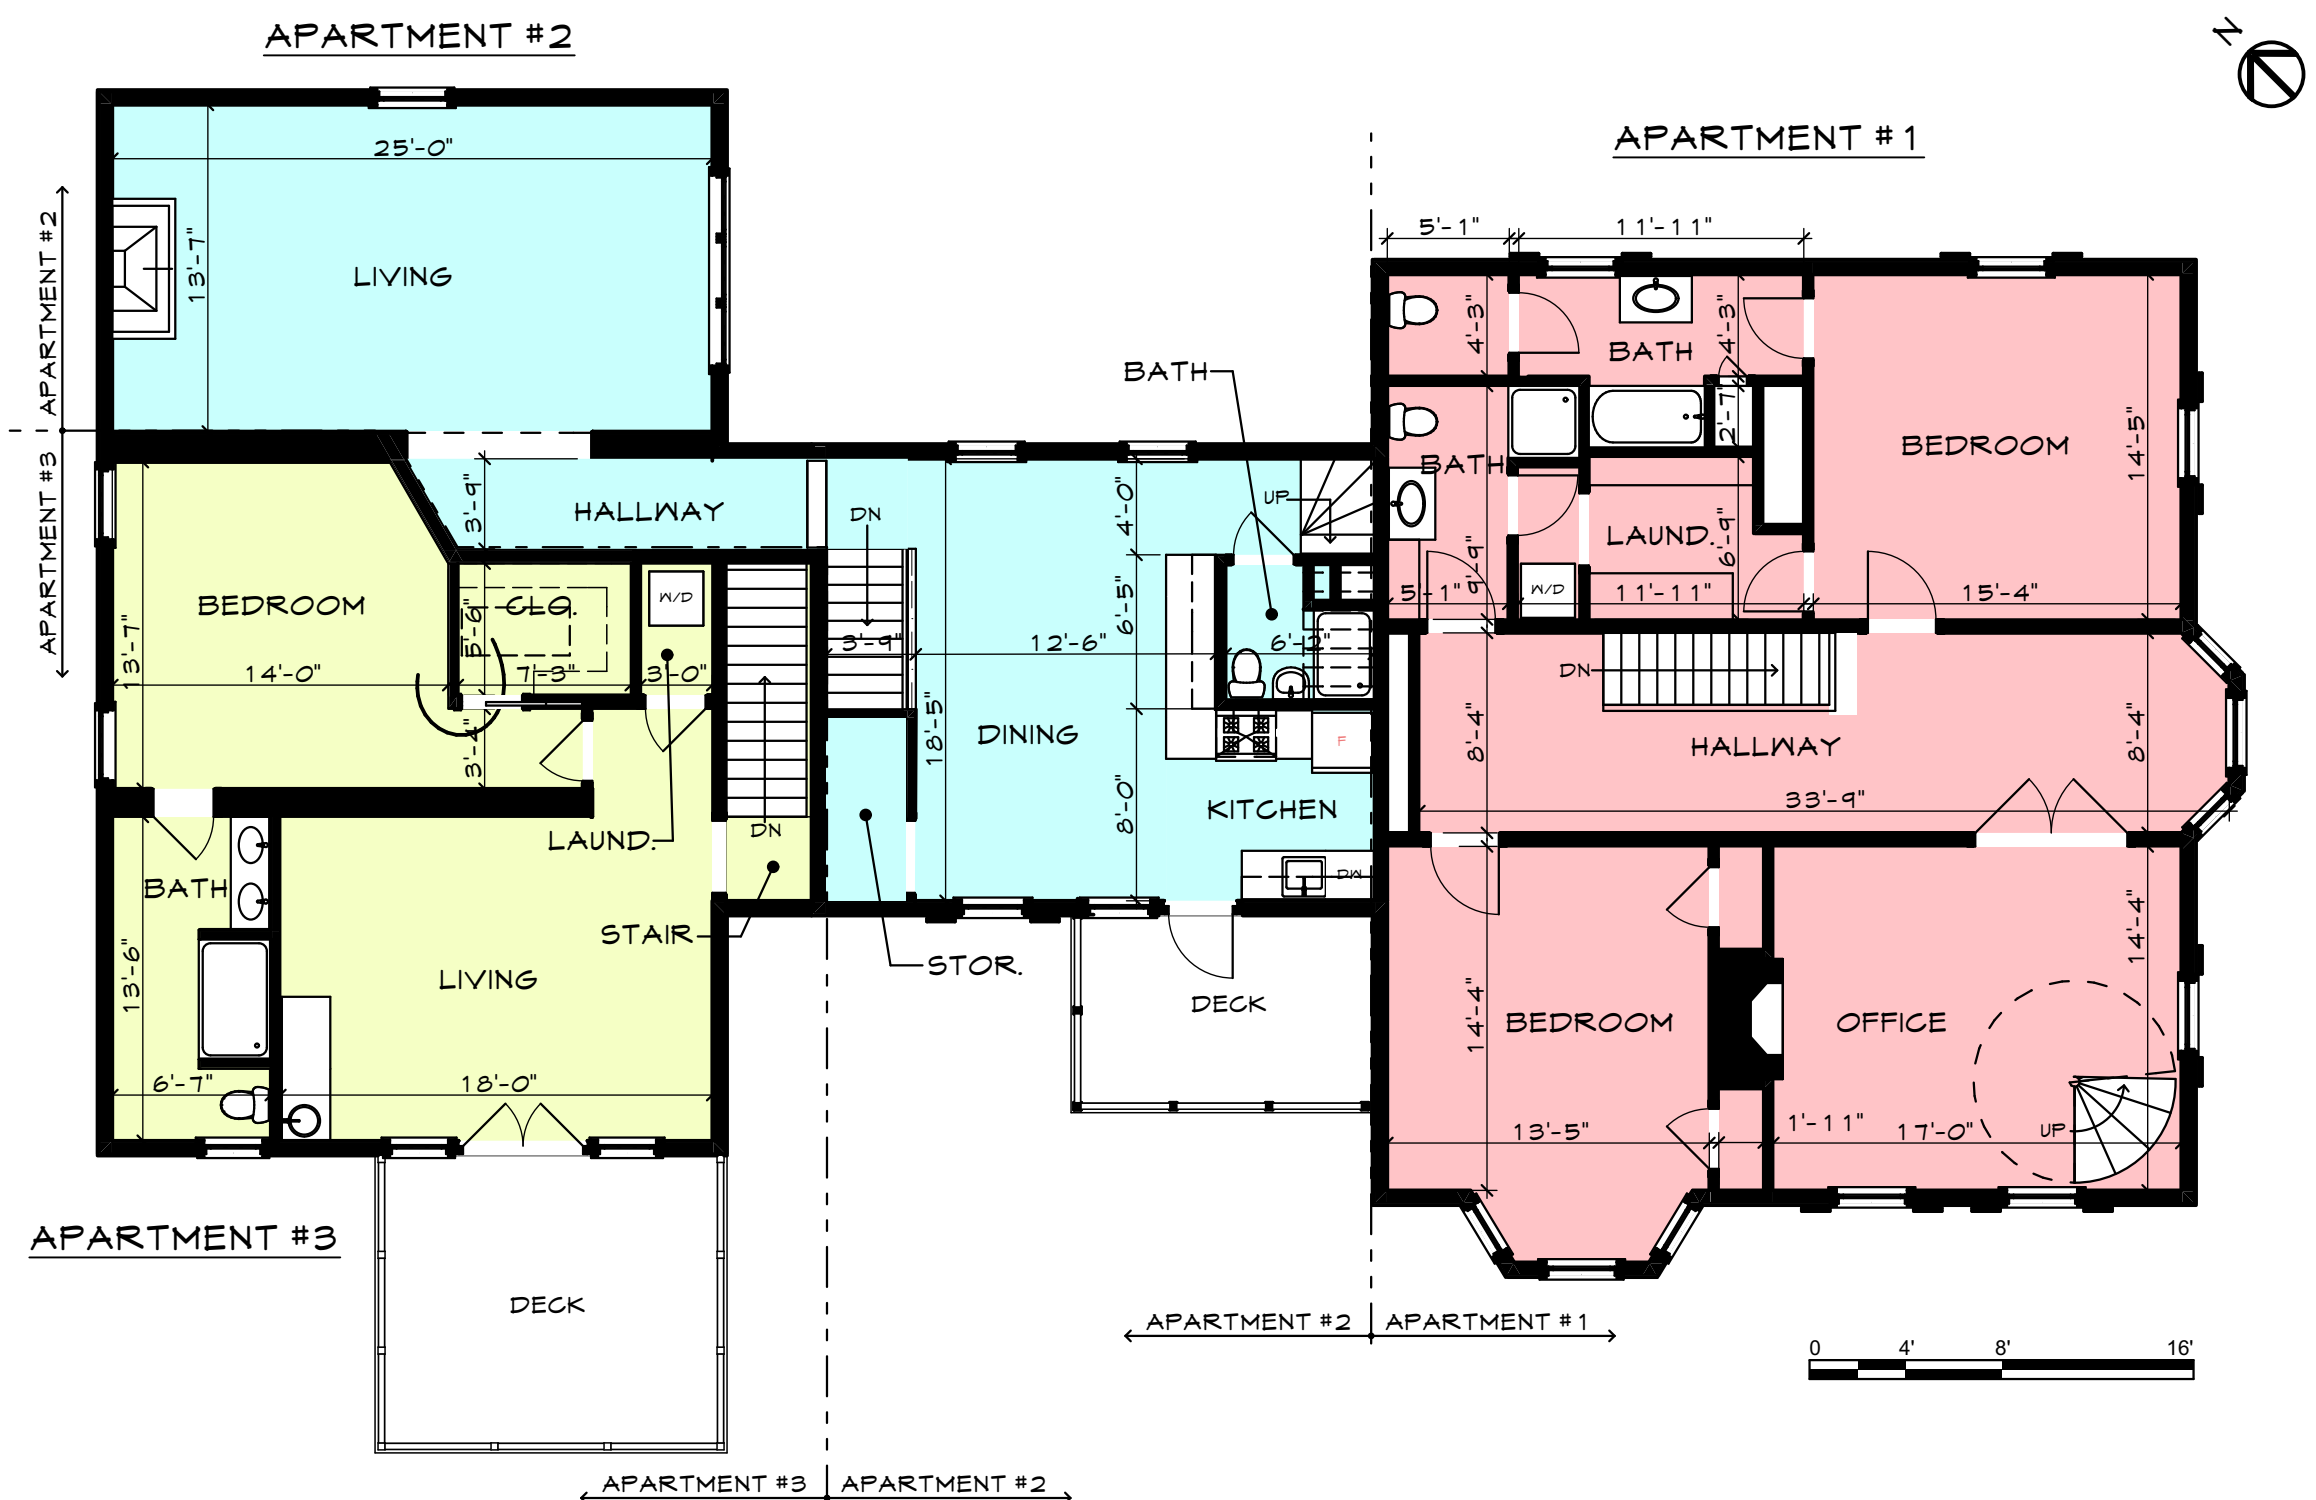 APARTMENT #2
N
APARTMENT #1
25'-0"
13'-7"
LIVING
APARTMENT #2
APARTMENT #3
5'-1"
11'-11"
4'-3"
4'-3"
BATH
BATH
2'-7"
BEDROOM
14'-5"
BATH
HALLWAY
3'-9"
DN
4'-0"
UP
LAUND.
6'-9"
9'-9"
BEDROOM
CLG.
W/D
5'-6"
13'-7"
14'-0"
7'-3"
3'-0"
3'-9"
12'-6"
6'-5"
6'-2"
5'-1"
W/D
11'-11"
15'-4"
DN
3'-4"
18'-5"
DINING
F
8'-4"
HALLWAY
8'-4"
33'-9"
KITCHEN
8'-0"
LAUND.
DN
DW
BATH
STAIR
STOR.
13'-6"
LIVING
DECK
14'-4"
BEDROOM
OFFICE
14'-4"
6'-7"
18'-0"
13'-5"
1'-11"
17'-0"
UP
APARTMENT #3
DECK
APARTMENT #2
APARTMENT #1
0
4'
8'
16'
APARTMENT #3
APARTMENT #2